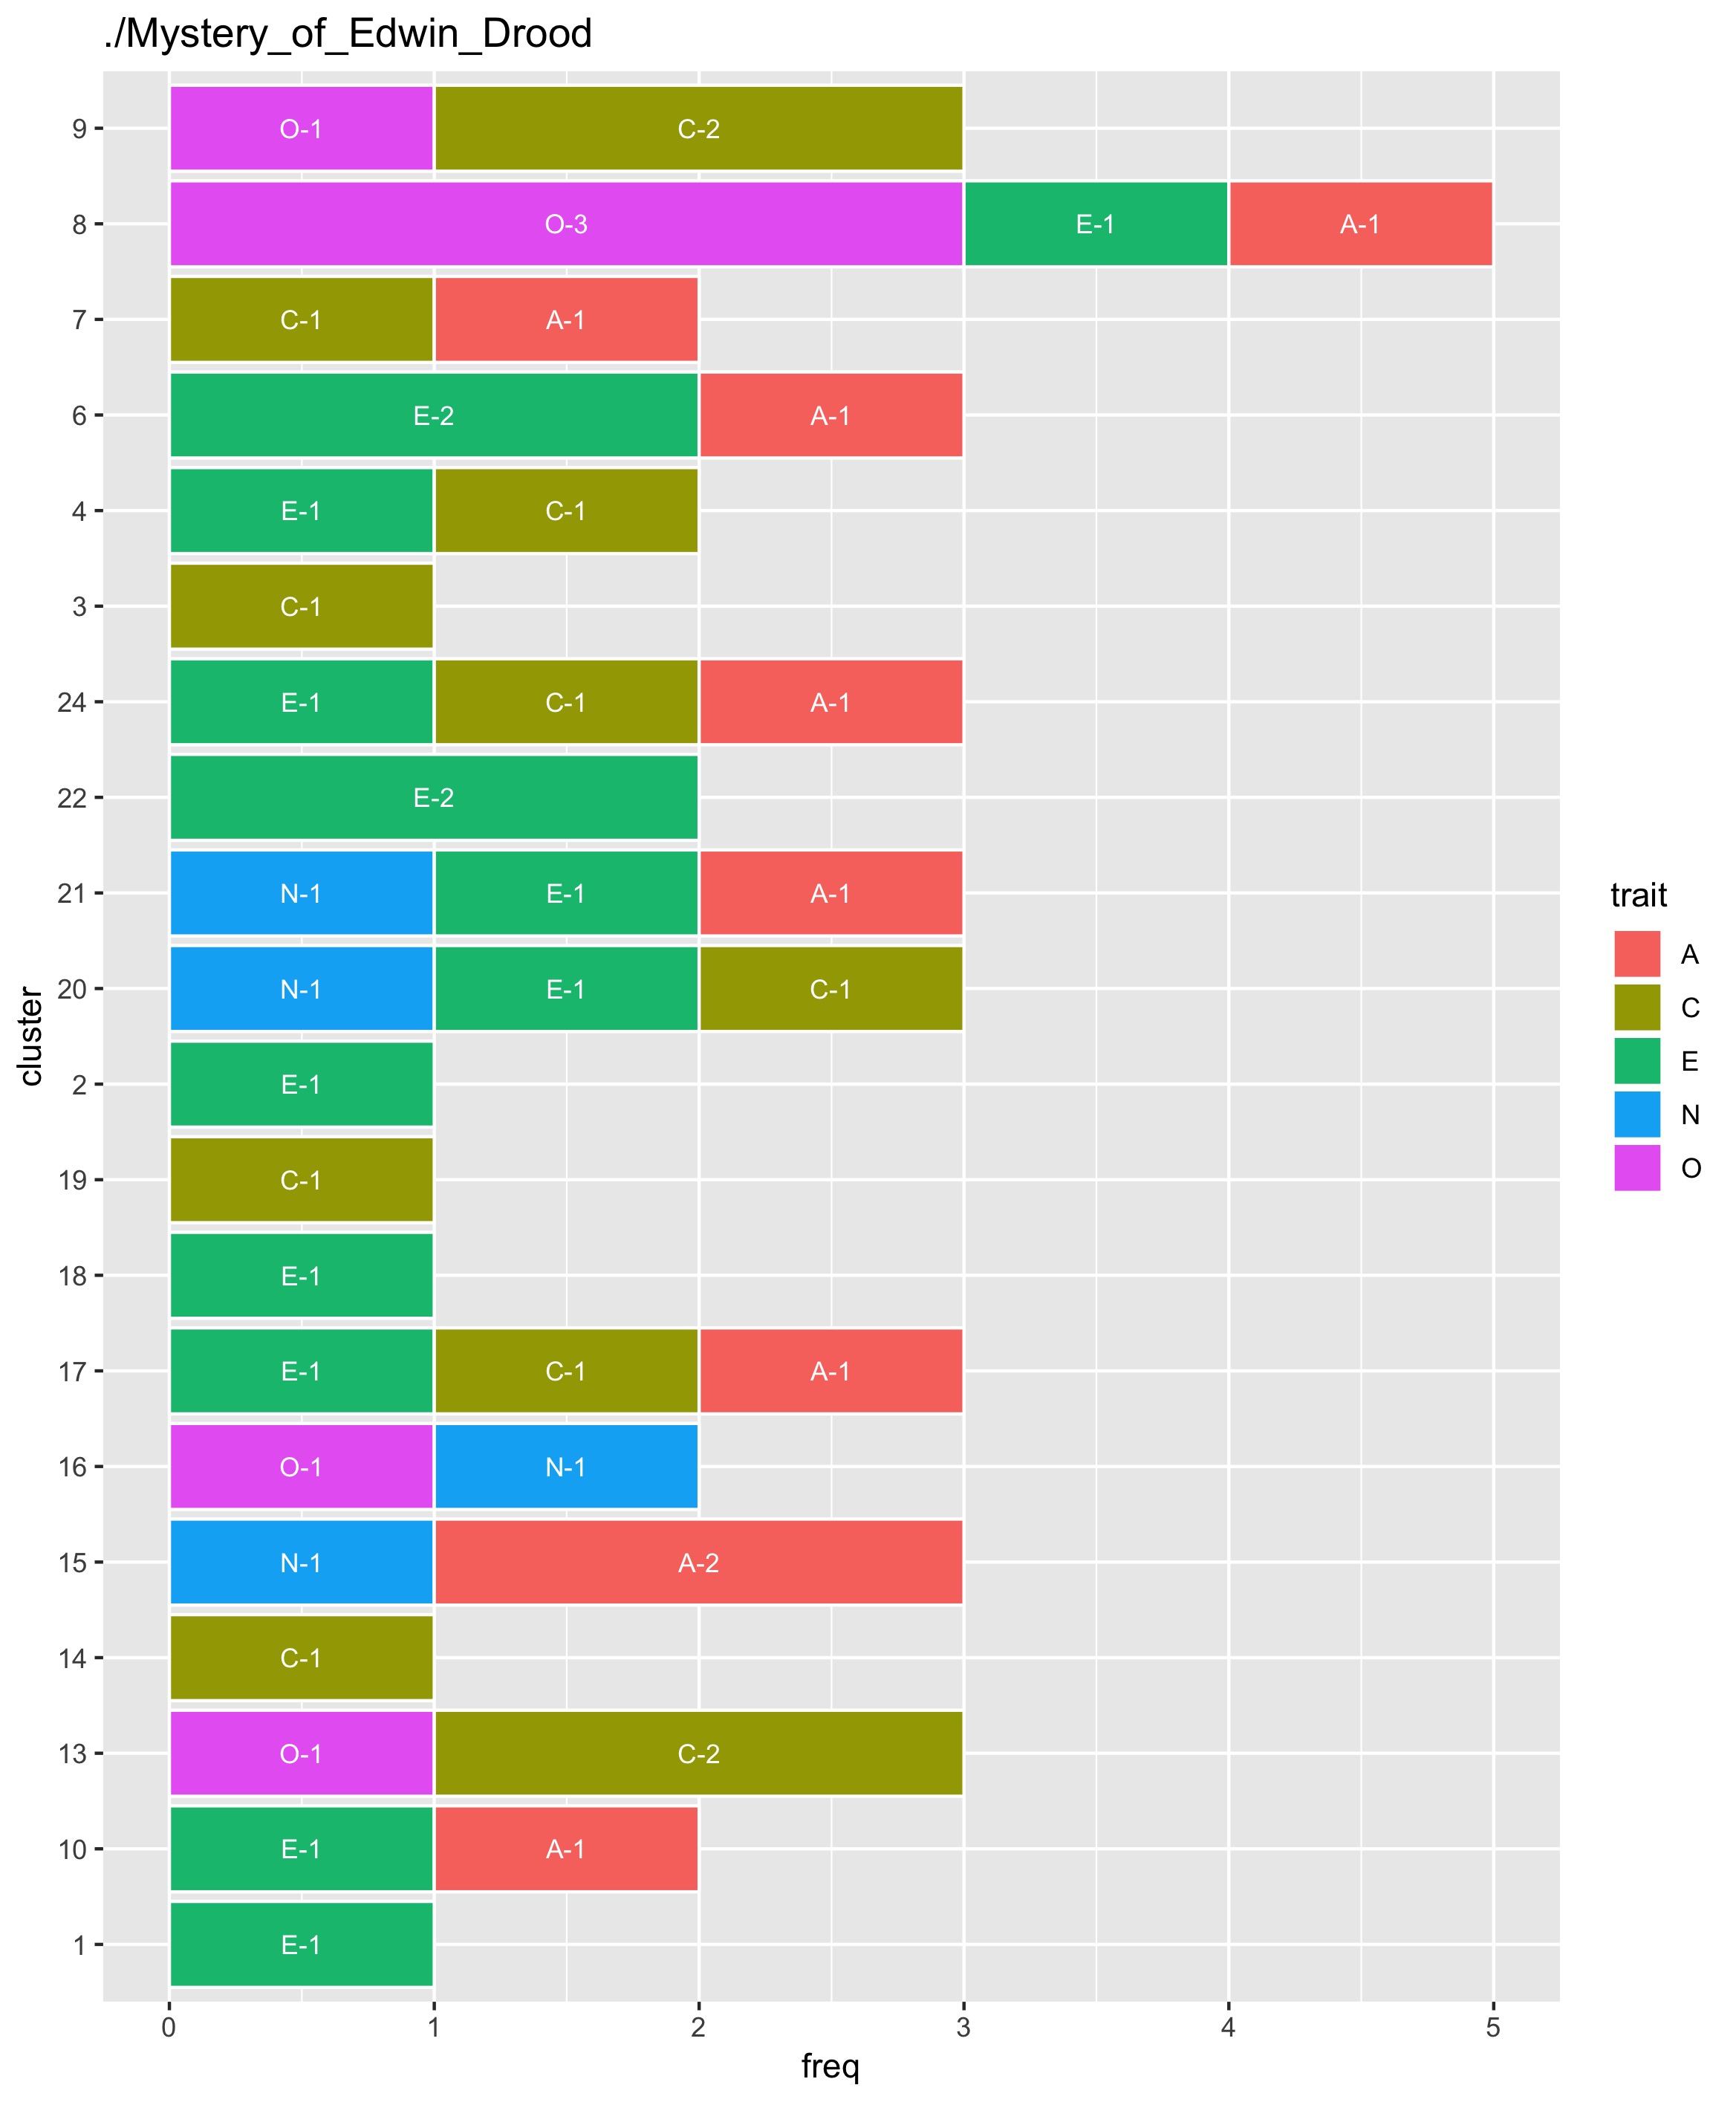 ./Mystery_of_Edwin_Drood
9 O-1 C-2
8 O-3 E-1 A-1
7 C-1 A-1
6 E-2 A-1
4 E-1 C-1
3 C-1
24 E-1 C-1 A-1
22 E-2
21 N-1 E-1 A-1
20 N-1 E-1 C-1
2 E-1
19 C-1
18 E-1
17 E-1 C-1 A-1
16 O-1 N-1
15 N-1 A-2
14 C-1
13 O-1 C-2
10 E-1 A-1
1 E-1
0 1 2 3 4 5
freq
cluster
trait
A
C
E
N
O